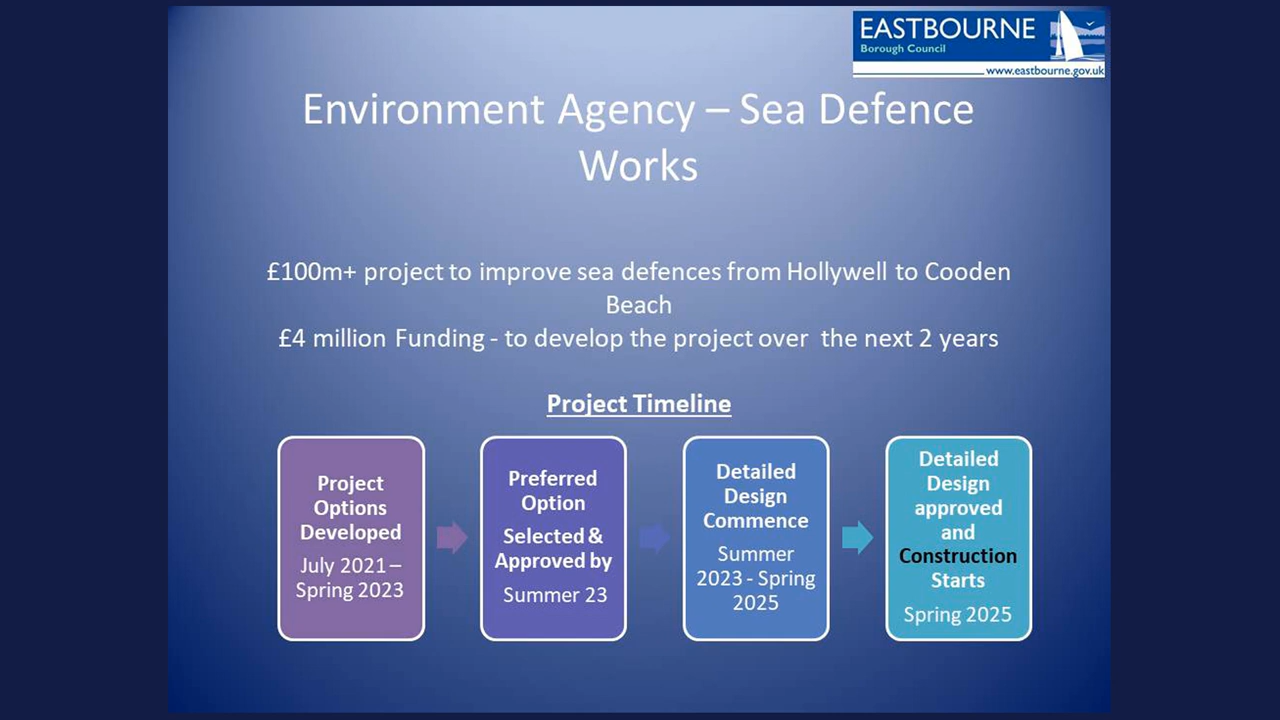 EASTBOURNE
Borough Council
www.eastbourne.gov.uk
Environment Agency – Sea Defence
Works
£100m+ project to improve sea defences from Hollywell to Cooden
Beach
£4 million Funding - to develop the project over the next 2 years
Project Timeline
Project
Options
Developed
July 2021 –
Spring 2023
Preferred
Option
Selected &
Approved by
Summer 23
Detailed
Design
Commence
Summer
2023 - Spring
2025
Detailed
Design
approved
and
Construction
Starts
Spring 2025